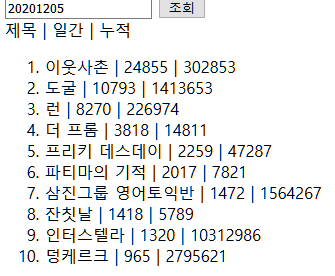 20201205 조회
제목 | 일간 | 누적
1. 이웃사촌 | 24855 | 302853
2. 도굴 | 10793 | 1413653
3. 런 | 8270 | 226974
4. 더 프롬 | 3818 | 14811
5. 프리키 데스데이 | 2259 | 47287
6. 파티마의 기적 | 2017 | 7821
7. 삼진그룹 영어토익반 | 1472 | 1564267
8. 잔칫날 | 1418 | 5789
9. 인터스텔라 | 1320 | 10312986
10. 덩케르크 | 965 | 2795621